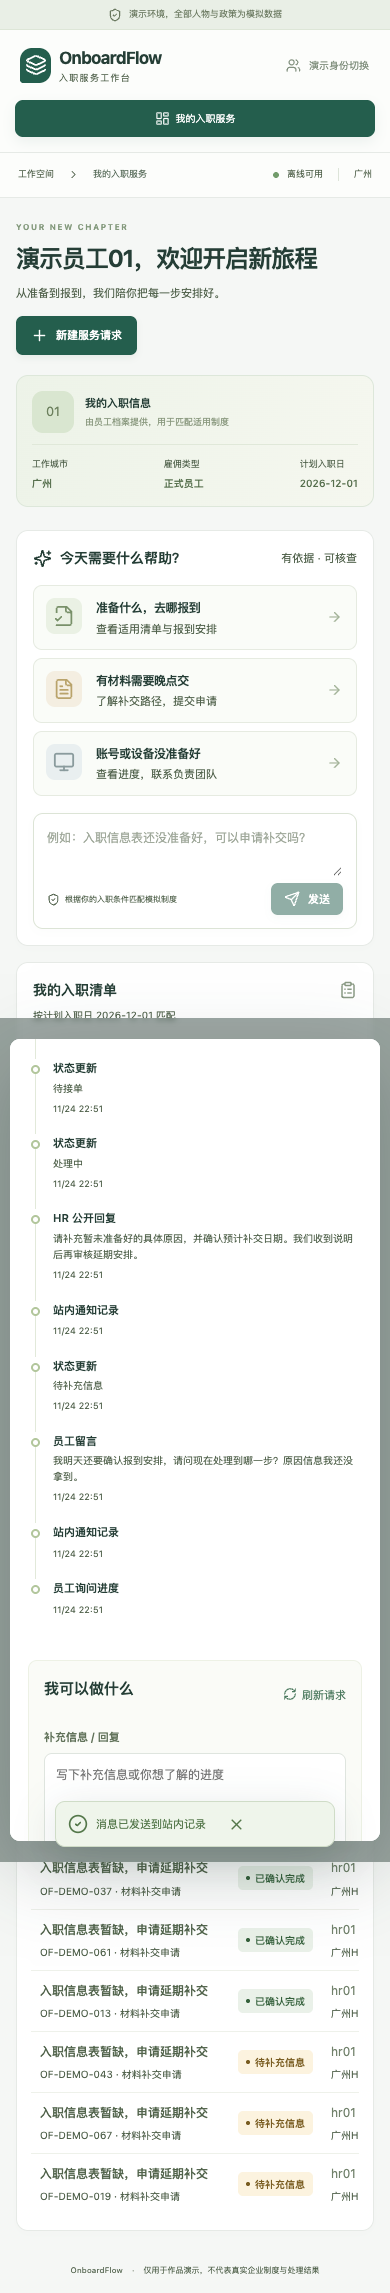 演示环境，全部人物与政策为模拟数据
OnboardFlow
入职服务工作台
演示身份切换
我的入职服务
工作空间
我的入职服务
离线可用
广州
YOUR NEW CHAPTER
演示员工01，欢迎开启新旅程
从准备到报到，我们陪你把每一步安排好。
新建服务请求
01
我的入职信息
由员工档案提供，用于匹配适用制度
工作城市
雇佣类型
计划入职日
广州
正式员工
2026-12-01
今天需要什么帮助？
有依据 · 可核查
准备什么，去哪报到
查看适用清单与报到安排
有材料需要晚点交
了解补交路径，提交申请
账号或设备没准备好
查看进度，联系负责团队
例如：入职信息表还没准备好，可以申请补交吗？
根据你的入职条件匹配模拟制度
发送
我的入职清单
按计划入职日 2026-12-01 匹配
状态更新
待接单
11/24 22:51
状态更新
处理中
11/24 22:51
HR 公开回复
请补充暂未准备好的具体原因，并确认预计补交日期。我们收到说明
后再审核延期安排。
11/24 22:51
站内通知记录
11/24 22:51
状态更新
待补充信息
11/24 22:51
员工留言
我明天还要确认报到安排，请问现在处理到哪一步？原因信息我还没
拿到。
11/24 22:51
站内通知记录
11/24 22:51
员工询问进度
11/24 22:51
我可以做什么
刷新请求
补充信息 / 回复
写下补充信息或你想了解的进度
消息已发送到站内记录
入职信息表暂缺，申请延期补交
已确认完成
hr01
OF-DEMO-037 · 材料补交申请
广州H
入职信息表暂缺，申请延期补交
已确认完成
hr01
OF-DEMO-061 · 材料补交申请
广州H
入职信息表暂缺，申请延期补交
已确认完成
hr01
OF-DEMO-013 · 材料补交申请
广州H
入职信息表暂缺，申请延期补交
待补充信息
hr01
OF-DEMO-043 · 材料补交申请
广州H
入职信息表暂缺，申请延期补交
待补充信息
hr01
OF-DEMO-067 · 材料补交申请
广州H
入职信息表暂缺，申请延期补交
待补充信息
hr01
OF-DEMO-019 · 材料补交申请
广州H
OnboardFlow · 仅用于作品演示，不代表真实企业制度与处理结果